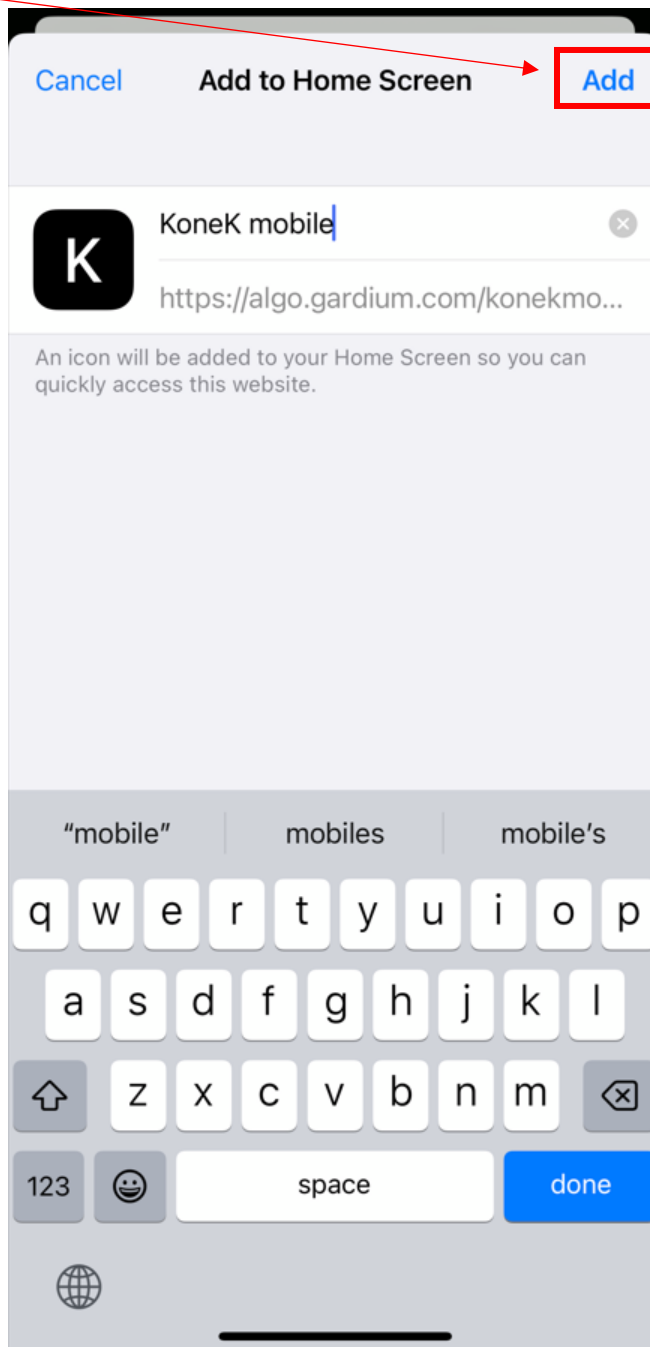 Cancel Add to Home Screen Add
KoneK mobile
K
https://algo.gardium.com/konekmo...
An icon will be added to your Home Screen so you can
quickly access this website.
“mobile” mobiles mobile’s
q w e r t y u i o p
a s d f g h j k l
z x c v b n m
123 space done